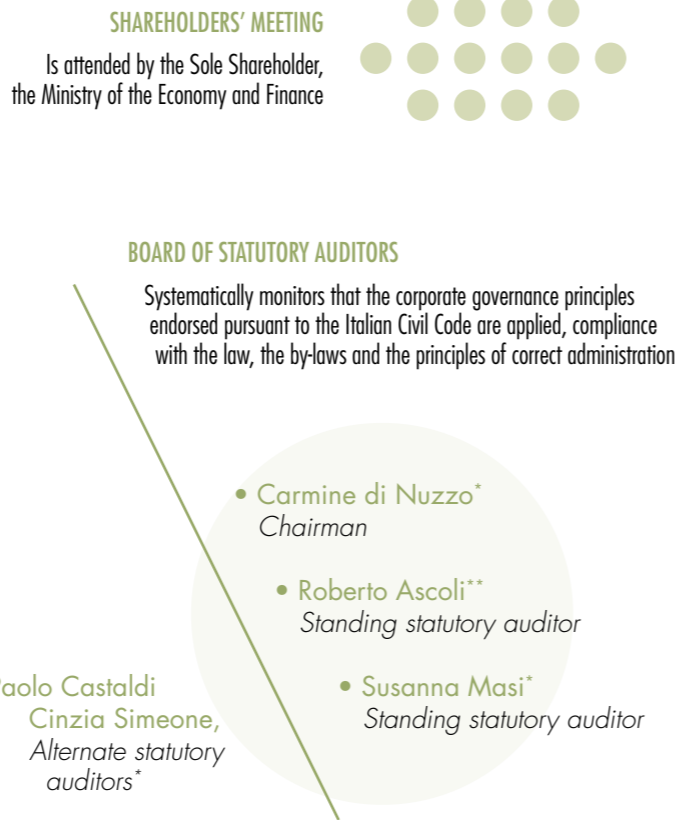 SHAREHOLDERS’ MEETING
Is attended by the Sole Shareholder,
the Ministry of the Economy and Finance
BOARD OF STATUTORY AUDITORS
Systematically monitors that the corporate governance principles
endorsed pursuant to the Italian Civil Code are applied, compliance
with the law, the by-laws and the principles of correct administration
• Carmine di Nuzzo*
Chairman
• Roberto Ascoli**
Standing statutory auditor
• Susanna Masi*
Standing statutory auditor
Paolo Castaldi
Cinzia Simeone,
Alternate statutory
auditors*